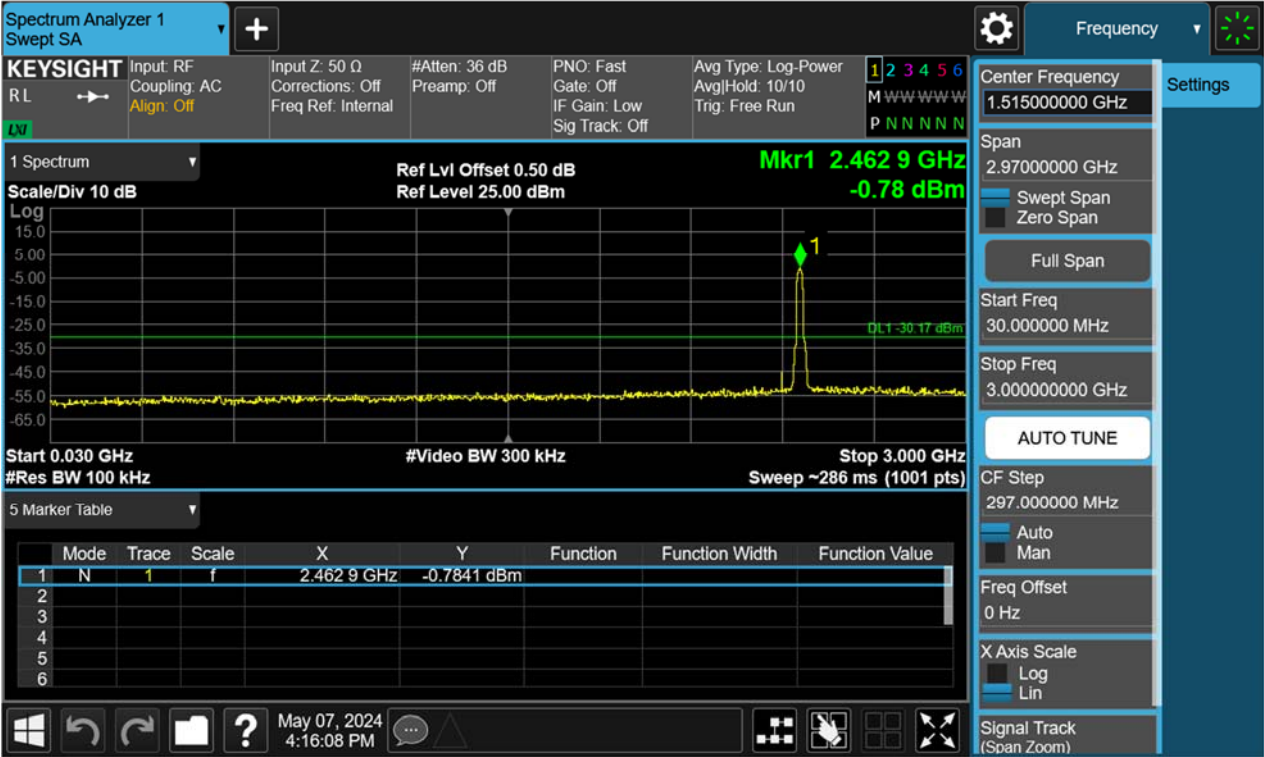 Spectrum Analyzer 1
Swept SA
+
Frequency
KEYSIGHT
R L
LXI
Input: RF
Coupling: AC
Align: Off
Input Z: 50 Ω
Corrections: Off
Freq Ref: Internal
#Atten: 36 dB
Preamp: Off
PNO: Fast
Gate: Off
IF Gain: Low
Sig Track: Off
Avg Type: Log-Power
Avg|Hold: 10/10
Trig: Free Run
1 2 3 4 5 6
M W W W W W
P N N N N N
1 Spectrum
Scale/Div 10 dB
Ref Lvl Offset 0.50 dB
Ref Level 25.00 dBm
Mkr1 2.462 9 GHz
-0.78 dBm
Log
15.0
5.00
-5.00
-15.0
-25.0
-35.0
-45.0
-55.0
-65.0
1
DL1 -30.17 dBm
Start 0.030 GHz
#Video BW 300 kHz
Stop 3.000 GHz
#Res BW 100 kHz
Sweep ~286 ms (1001 pts)
5 Marker Table
Mode Trace Scale X Y Function Function Width Function Value
1 N 1 f 2.462 9 GHz -0.7841 dBm
2
3
4
5
6
?
May 07, 2024
4:16:08 PM
Center Frequency
1.515000000 GHz
Settings
Span
2.97000000 GHz
Swept Span
Zero Span
Full Span
Start Freq
30.000000 MHz
Stop Freq
3.000000000 GHz
AUTO TUNE
CF Step
297.000000 MHz
Auto
Man
Freq Offset
0 Hz
X Axis Scale
Log
Lin
Signal Track
(Span Zoom)